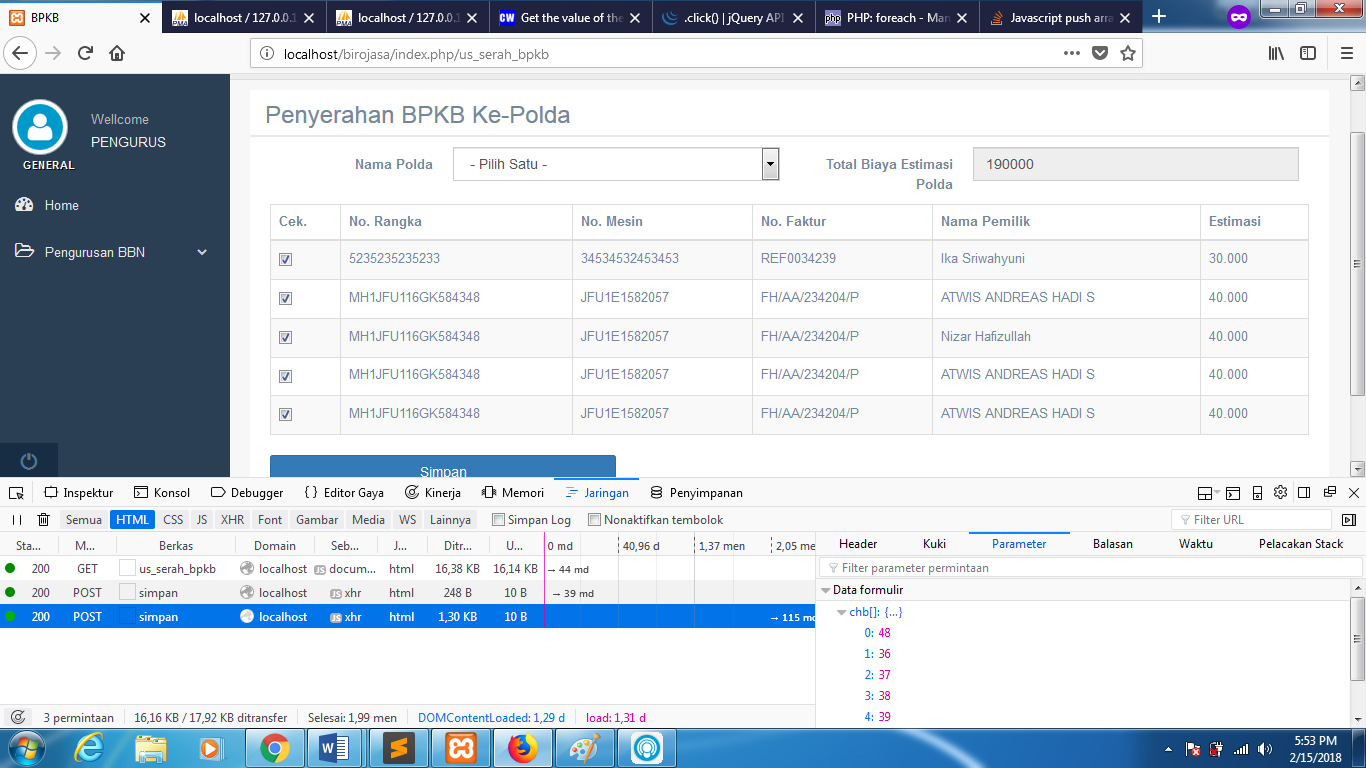 BPKB
localhost / 127.0.0.1
localhost / 127.0.0.1
Get the value of the
.click() | jQuery API
PHP: foreach - Man
Javascript push arra
localhost/birojasa/index.php/us_serah_bpkb
Wellcome
PENGURUS
GENERAL
Home
Pengurusan BBN
Penyerahan BPKB Ke-Polda
Nama Polda
- Pilih Satu -
Total Biaya Estimasi
Polda
190000
Cek. No. Rangka No. Mesin No. Faktur Nama Pemilik Estimasi
5235235235233 34534532453453 REF0034239 Ika Sriwahyuni 30.000
MH1JFU116GK584348 JFU1E1582057 FH/AA/234204/P ATWIS ANDREAS HADI S 40.000
MH1JFU116GK584348 JFU1E1582057 FH/AA/234204/P Nizar Hafizullah 40.000
MH1JFU116GK584348 JFU1E1582057 FH/AA/234204/P ATWIS ANDREAS HADI S 40.000
MH1JFU116GK584348 JFU1E1582057 FH/AA/234204/P ATWIS ANDREAS HADI S 40.000
Simpan
Inspektur Konsol Debugger { } Editor Gaya Kinerja Memori Jaringan Penyimpanan
Semua HTML CSS JS XHR Font Gambar Media WS Lainnya Simpan Log Nonaktifkan tembolok Filter URL
Sta... M... Berkas Domain Seb... J... Ditr... U... 0 md 40,96 d 1,37 men 2,05 me
200 GET us_serah_bpkb localhost JS docum... html 16,38 KB 16,14 KB → 44 md
200 POST simpan localhost JS xhr html 248 B 10 B → 39 md
200 POST simpan localhost JS xhr html 1,30 KB 10 B → 115 md
Header Kuki Parameter Balasan Waktu Pelacakan Stack
Filter parameter permintaan
Data formulir
chb[]: {...}
0: 48
1: 36
2: 37
3: 38
4: 39
3 permintaan 16,16 KB / 17,92 KB ditransfer Selesai: 1,99 men DOMContentLoaded: 1,29 d load: 1,31 d
5:53 PM
2/15/2018